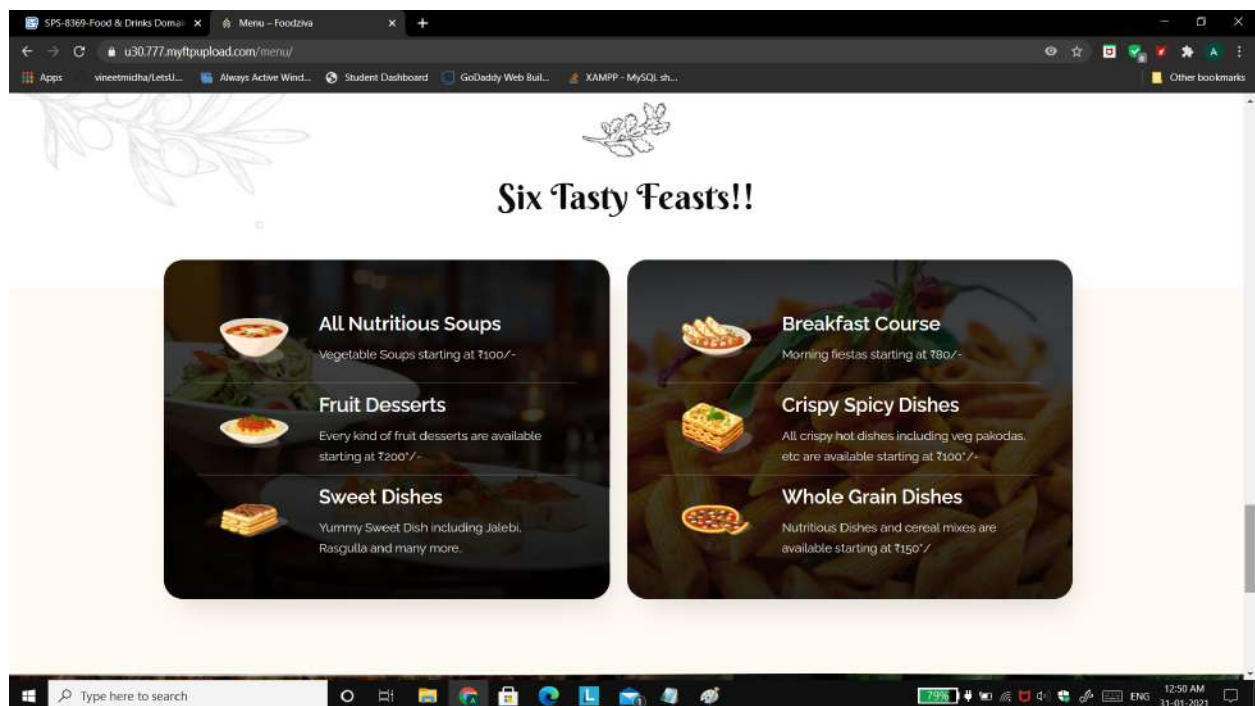 SPS-8369-Food & Drinks Domai
Menu – Foodziva
u30.777.myftpupload.com/menu/
Apps
vineetmidha/LetsU...
Always Active Wind...
Student Dashboard
GoDaddy Web Buil...
XAMPP - MySQL sh...
Other bookmarks
Six Tasty Feasts!!
All Nutritious Soups
Vegetable Soups starting at ₹100/-
Fruit Desserts
Every kind of fruit desserts are available
starting at ₹200*/-
Sweet Dishes
Yummy Sweet Dish including Jalebi,
Rasgulla and many more.
Breakfast Course
Morning fiestas starting at ₹80/-
Crispy Spicy Dishes
All crispy hot dishes including veg pakodas,
etc are available starting at ₹100*/-
Whole Grain Dishes
Nutritious Dishes and cereal mixes are
available starting at ₹150*/
Type here to search
79%
ENG
12:50 AM
31-01-2021